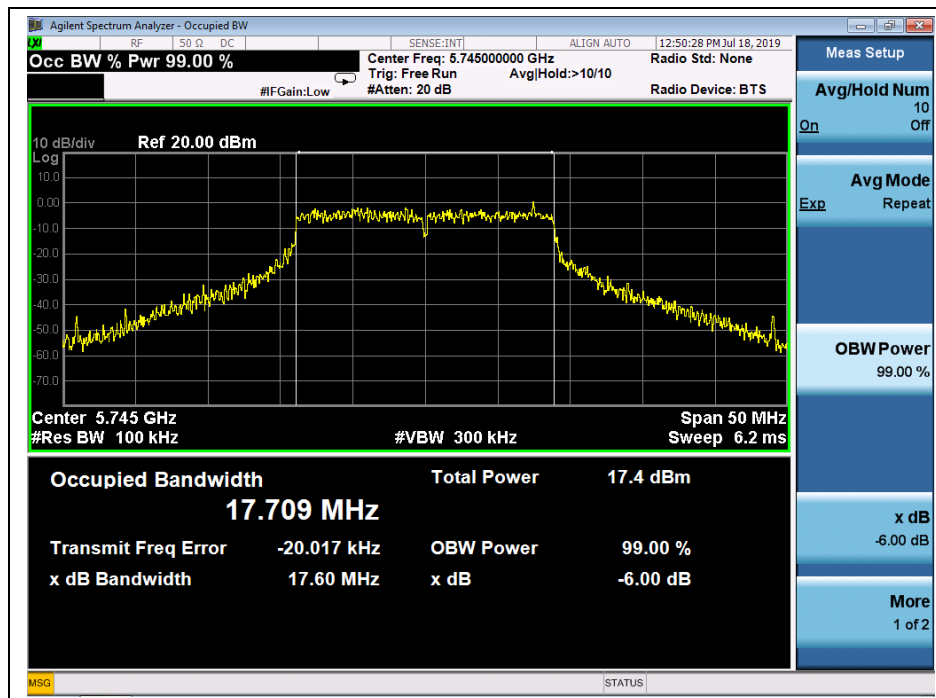 Agilent Spectrum Analyzer - Occupied BW
LXI RF 50 Ω DC SENSE:INT ALIGN AUTO 12:50:28 PM Jul 18, 2019
Occ BW % Pwr 99.00 %
Center Freq: 5.745000000 GHz Radio Std: None
Trig: Free Run Avg|Hold:>10/10
#IFGain:Low #Atten: 20 dB Radio Device: BTS
10 dB/div Ref 20.00 dBm
Log
10.0
0.00
-10.0
-20.0
-30.0
-40.0
-50.0
-60.0
-70.0
Center 5.745 GHz Span 50 MHz
#Res BW 100 kHz #VBW 300 kHz Sweep 6.2 ms
Occupied Bandwidth Total Power 17.4 dBm
17.709 MHz
Transmit Freq Error -20.017 kHz OBW Power 99.00 %
x dB Bandwidth 17.60 MHz x dB -6.00 dB
Meas Setup
Avg/Hold Num
10
On Off
Avg Mode
Exp Repeat
OBW Power
99.00 %
x dB
-6.00 dB
More
1 of 2
MSG STATUS